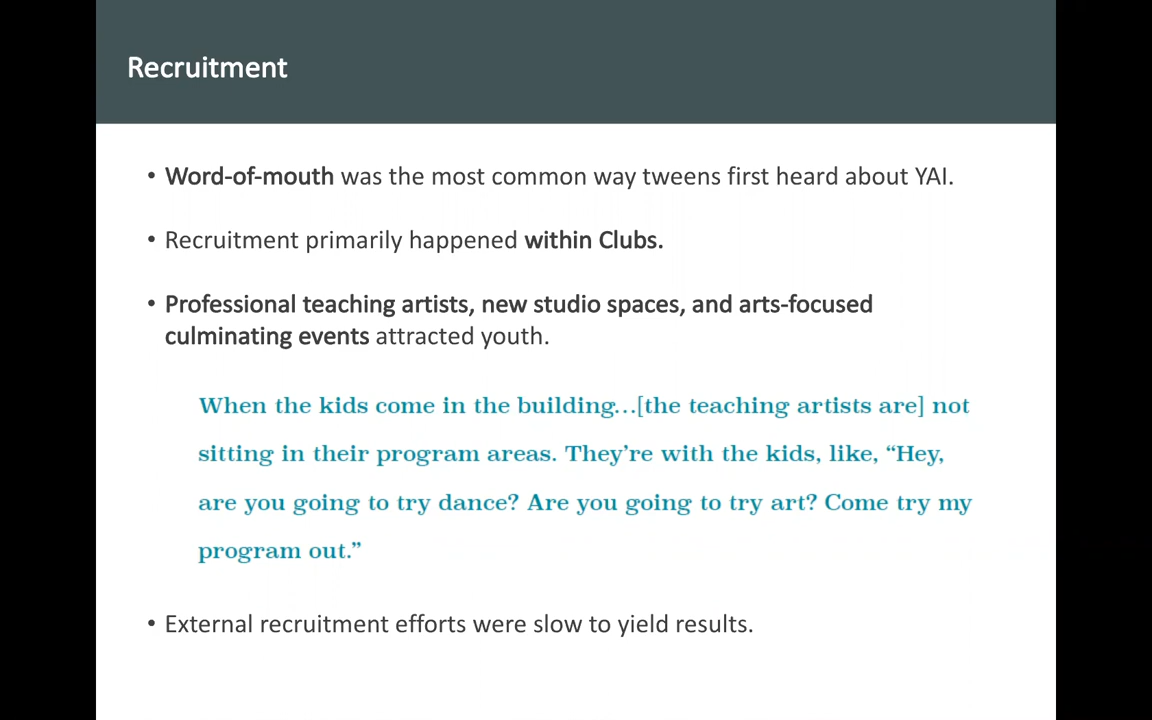 Recruitment
• Word-of-mouth was the most common way tweens first heard about YAI.
• Recruitment primarily happened within Clubs.
• Professional teaching artists, new studio spaces, and arts-focused
culminating events attracted youth.
When the kids come in the building…[the teaching artists are] not
sitting in their program areas. They’re with the kids, like, “Hey,
are you going to try dance? Are you going to try art? Come try my
program out.”
• External recruitment efforts were slow to yield results.